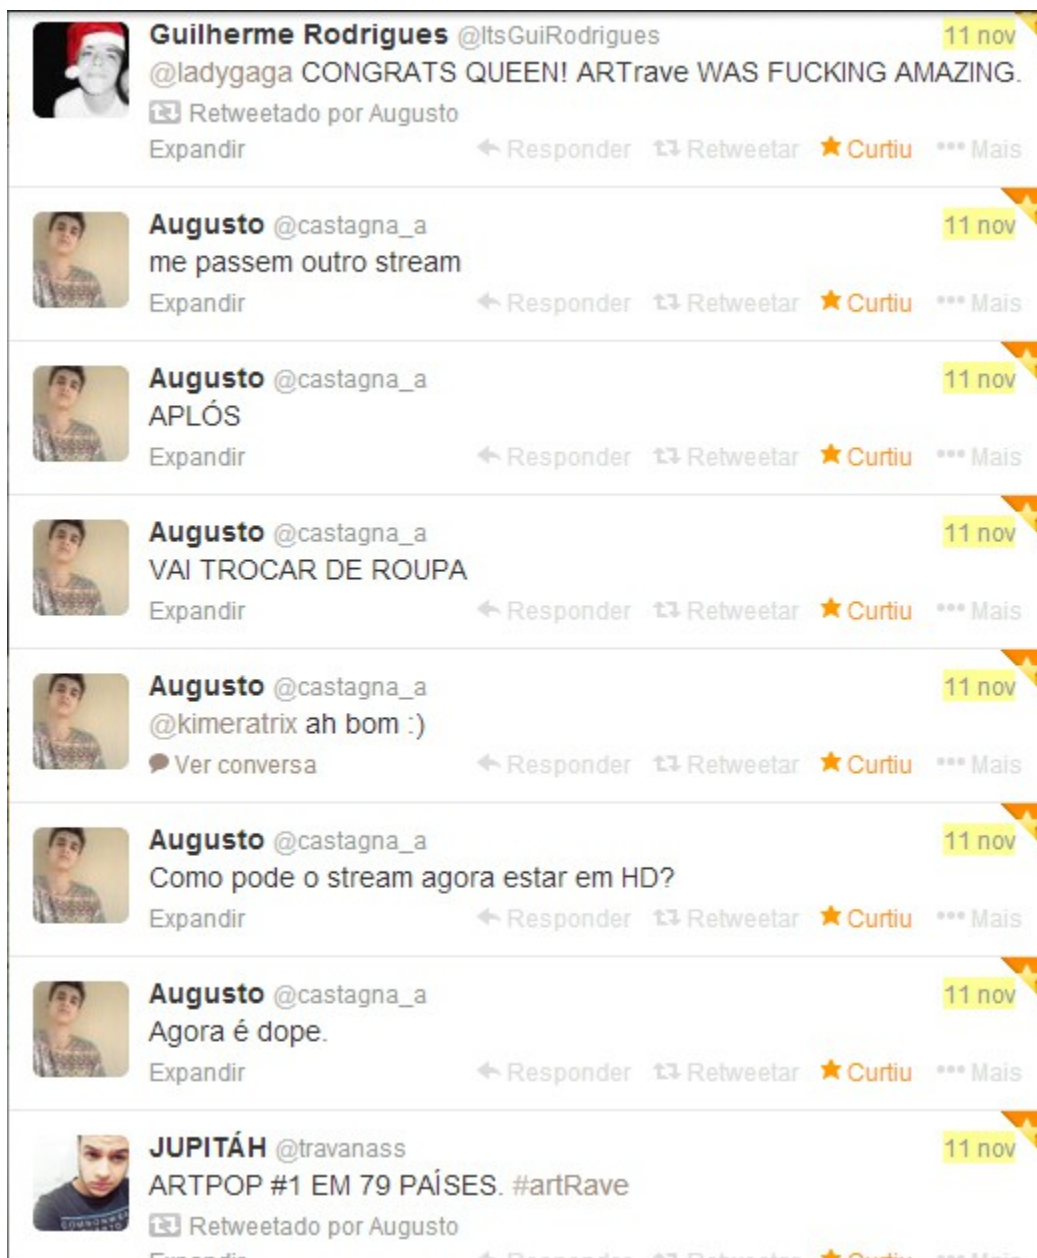 Guilherme Rodrigues @ItsGuiRodrigues 11 nov
@ladygaga CONGRATS QUEEN! ARTrave WAS FUCKING AMAZING.
Retweetado por Augusto
Expandir Responder Retweetar Curtiu Mais
Augusto @castagna_a 11 nov
me passem outro stream
Expandir Responder Retweetar Curtiu Mais
Augusto @castagna_a 11 nov
APLÓS
Expandir Responder Retweetar Curtiu Mais
Augusto @castagna_a 11 nov
VAI TROCAR DE ROUPA
Expandir Responder Retweetar Curtiu Mais
Augusto @castagna_a 11 nov
@kimeratrix ah bom :)
Ver conversa Responder Retweetar Curtiu Mais
Augusto @castagna_a 11 nov
Como pode o stream agora estar em HD?
Expandir Responder Retweetar Curtiu Mais
Augusto @castagna_a 11 nov
Agora é dope.
Expandir Responder Retweetar Curtiu Mais
JUPITÁH @travanass 11 nov
ARTPOP #1 EM 79 PAÍSES. #artRave
Retweetado por Augusto
Expandir Responder Retweetar Curtiu Mais